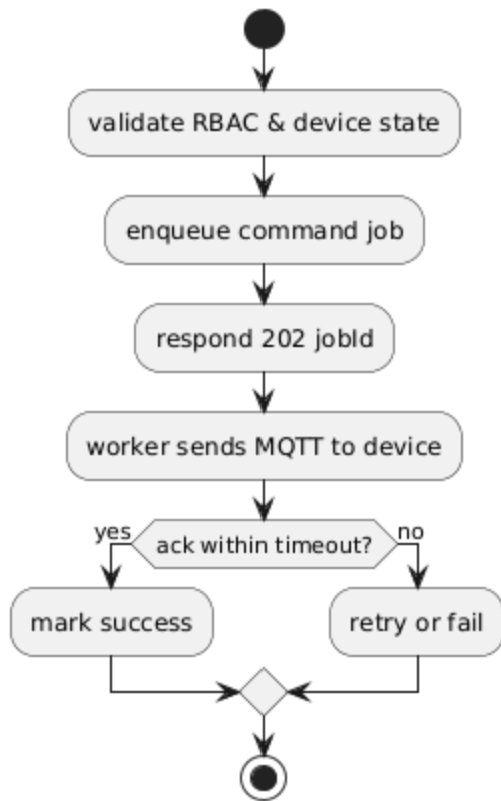 validate RBAC & device state
enqueue command job
respond 202 jobId
worker sends MQTT to device
yes
ack within timeout?
no
mark success
retry or fail